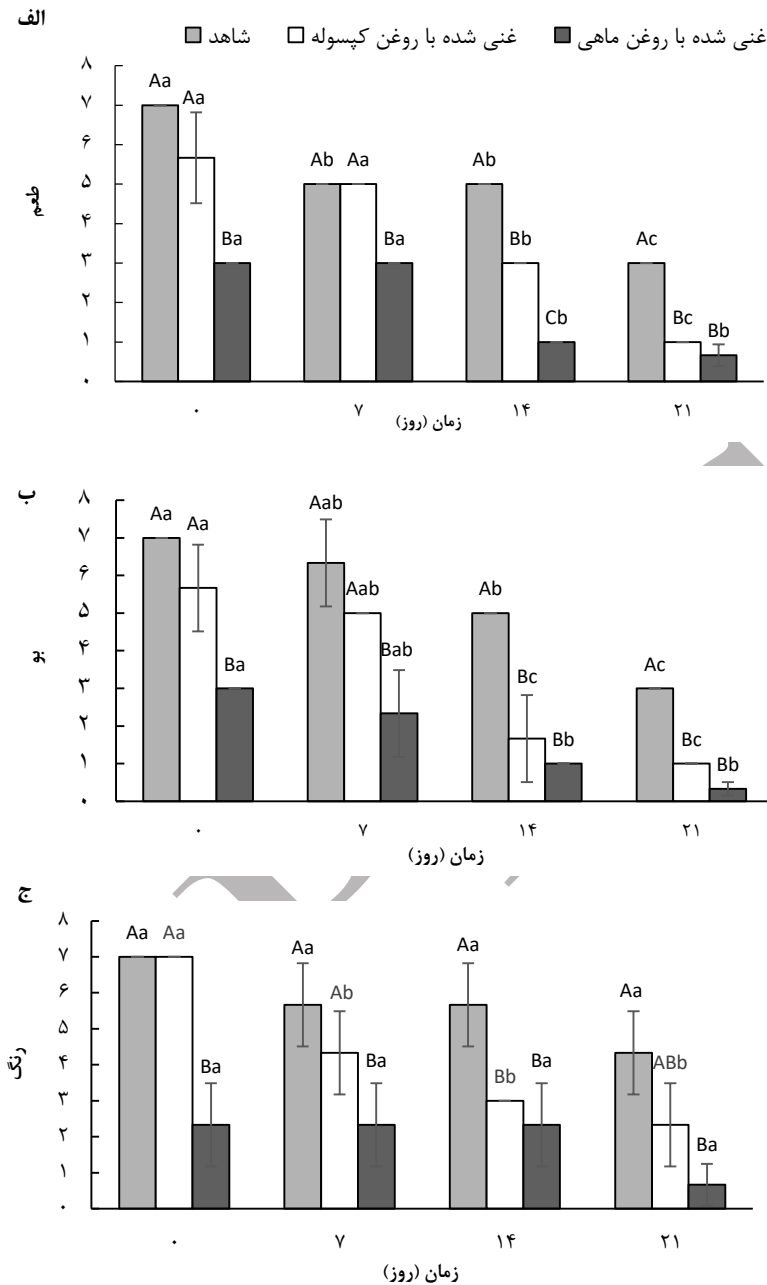 الف
شاهد غنی شده با روغن کپسوله غنی شده با روغن ماهی
طعم
۸
۷
۶
۵
۴
۳
۲
۱
۰
Aa Aa Ba Ab Aa Ba Ab Bb Cb Ac Bc Bb
۰ ۷ ۱۴ ۲۱
زمان (روز)
ب
بو
۸
۷
۶
۵
۴
۳
۲
۱
۰
Aa Aa Ba Aab Aab Bab Ab Bc Bb Ac Bc Bb
۰ ۷ ۱۴ ۲۱
زمان (روز)
ج
رنگ
۸
۷
۶
۵
۴
۳
۲
۱
۰
Aa Aa Ba Aa Ab Ba Aa Bb Ba Aa ABb Ba
۰ ۷ ۱۴ ۲۱
زمان (روز)